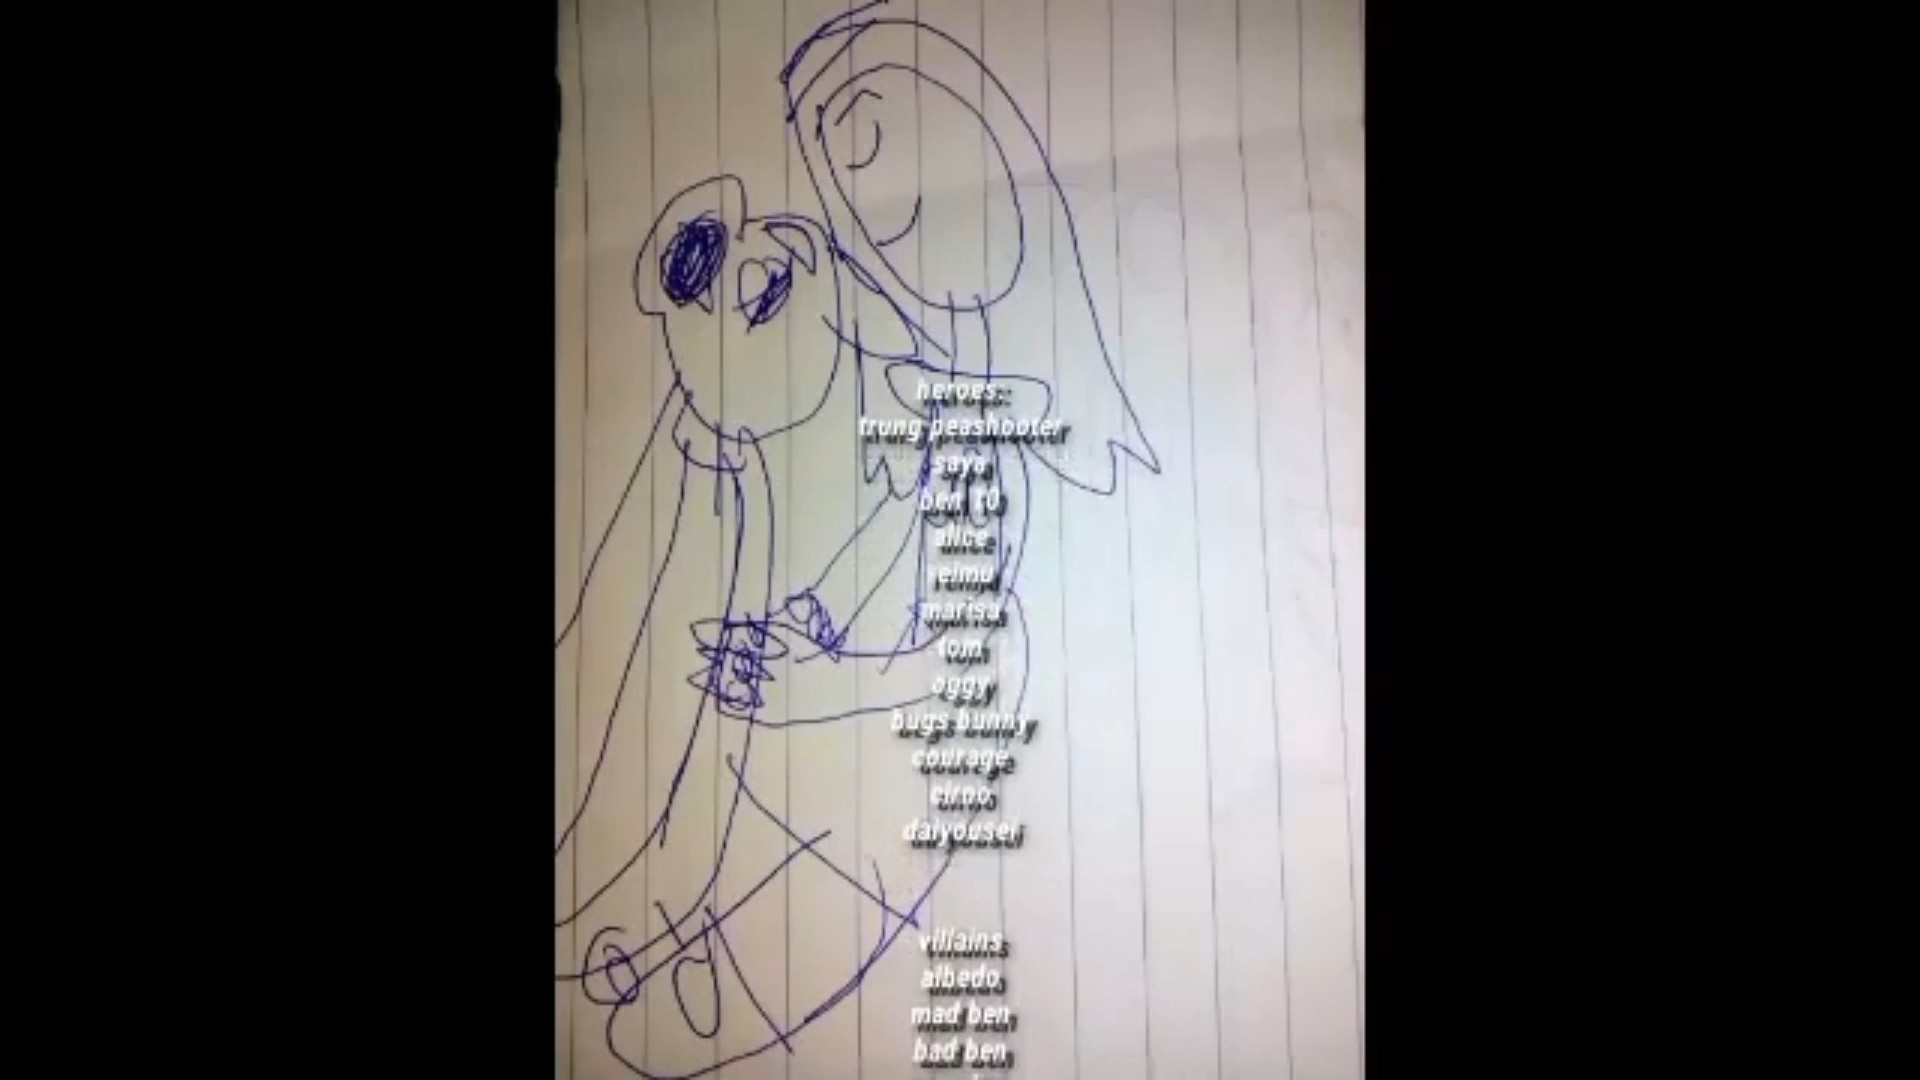 heroes:
trung peashooter
saya
ben 10
alice
reimu
marisa
tom
oggy
bugs bunny
courage
cirno
daiyousei
villains
albedo
mad ben
bad ben